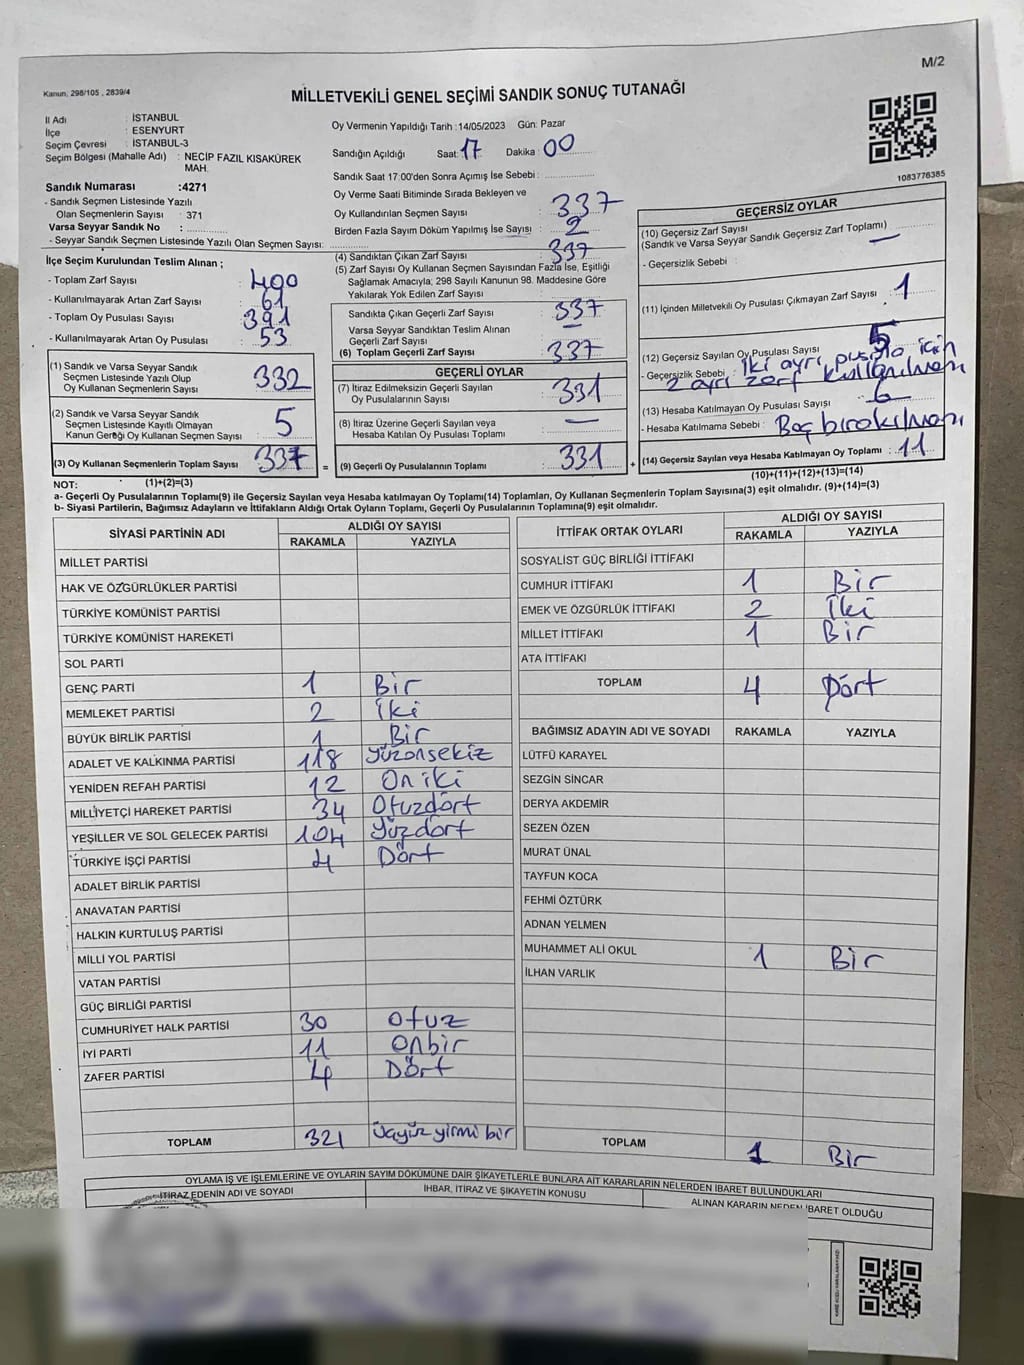 M/2
Kanun, 298/105 , 2839/4
MİLLETVEKİLİ GENEL SEÇİMİ SANDIK SONUÇ TUTANAĞI
İl Adı : İSTANBUL
İlçe : ESENYURT
Seçim Çevresi : İSTANBUL-3
Seçim Bölgesi (Mahalle Adı) : NECİP FAZIL KISAKÜREK MAH.
Sandık Numarası :4271
- Sandık Seçmen Listesinde Yazılı
Olan Seçmenlerin Sayısı : 371
Varsa Seyyar Sandık No :
- Seyyar Sandık Seçmen Listesinde Yazılı Olan Seçmen Sayısı:
İlçe Seçim Kurulundan Teslim Alınan ;
- Toplam Zarf Sayısı : 400
- Kullanılmayarak Artan Zarf Sayısı : 61
- Toplam Oy Pusulası Sayısı : 391
- Kullanılmayarak Artan Oy Pusulası : 53
(1) Sandık ve Varsa Seyyar Sandık
Seçmen Listesinde Yazılı Olup
Oy Kullanan Seçmenlerin Sayısı : 332
(2) Sandık ve Varsa Seyyar Sandık
Seçmen Listesinde Kayıtlı Olmayan
Kanun Gereği Oy Kullanan Seçmen Sayısı : 5
(3) Oy Kullanan Seçmenlerin Toplam Sayısı : 337
Oy Vermenin Yapıldığı Tarih :14/05/2023 Gün: Pazar
Sandığın Açıldığı Saat: 17 Dakika : 00
Sandık Saat 17:00'den Sonra Açımış İse Sebebi :
Oy Verme Saati Bitiminde Sırada Bekleyen ve
Oy Kullandırılan Seçmen Sayısı : 337
Birden Fazla Sayım Döküm Yapılmış İse Sayısı : 2
(4) Sandıktan Çıkan Zarf Sayısı : 337
(5) Zarf Sayısı Oy Kullanan Seçmen Sayısından Fazla İse, Eşitliği
Sağlamak Amacıyla; 298 Sayılı Kanunun 98. Maddesine Göre
Yakılarak Yok Edilen Zarf Sayısı :
Sandıkta Çıkan Geçerli Zarf Sayısı : 337
Varsa Seyyar Sandıktan Teslim Alınan
Geçerli Zarf Sayısı : —
(6) Toplam Geçerli Zarf Sayısı : 337
GEÇERLİ OYLAR
(7) İtiraz Edilmeksizin Geçerli Sayılan
Oy Pusulalarının Sayısı : 331
(8) İtiraz Üzerine Geçerli Sayılan veya
Hesaba Katılan Oy Pusulası Toplamı : —
= (9) Geçerli Oy Pusulalarının Toplamı : 331 +
1083776385
GEÇERSİZ OYLAR
(10) Geçersiz Zarf Sayısı
(Sandık ve Varsa Seyyar Sandık Geçersiz Zarf Toplamı) : —
- Geçersizlik Sebebi :
(11) İçinden Milletvekili Oy Pusulası Çıkmayan Zarf Sayısı : 1
(12) Geçersiz Sayılan Oy Pusulası Sayısı : 5
- Geçersizlik Sebebi : İki ayrı pusula için
2 ayrı zarf kullanılması
(13) Hesaba Katılmayan Oy Pusulası Sayısı :
- Hesaba Katılmama Sebebi : Boş bırakılması
(14) Geçersiz Sayılan veya Hesaba Katılmayan Oy Toplamı : 11
NOT: (1)+(2)=(3)
(10)+(11)+(12)+(13)=(14)
a- Geçerli Oy Pusulalarının Toplamı(9) ile Geçersiz Sayılan veya Hesaba katılmayan Oy Toplamı(14) Toplamları, Oy Kullanan Seçmenlerin Toplam Sayısına(3) eşit olmalıdır. (9)+(14)=(3)
b- Siyasi Partilerin, Bağımsız Adayların ve İttifakların Aldığı Ortak Oyların Toplamı, Geçerli Oy Pusulalarının Toplamına(9) eşit olmalıdır.
SİYASİ PARTİNİN ADI ALDIĞI OY SAYISI
RAKAMLA YAZIYLA
MİLLET PARTİSİ
HAK VE ÖZGÜRLÜKLER PARTİSİ
TÜRKİYE KOMÜNİST PARTİSİ
TÜRKİYE KOMÜNİST HAREKETİ
SOL PARTİ
GENÇ PARTİ 1 Bir
MEMLEKET PARTİSİ 2 İki
BÜYÜK BİRLİK PARTİSİ 1 Bir
ADALET VE KALKINMA PARTİSİ 118 Yüzonsekiz
YENİDEN REFAH PARTİSİ 12 On iki
MİLLİYETÇİ HAREKET PARTİSİ 34 Otuzdört
YEŞİLLER VE SOL GELECEK PARTİSİ 104 Yüzdört
TÜRKİYE İŞÇİ PARTİSİ 4 Dört
ADALET BİRLİK PARTİSİ
ANAVATAN PARTİSİ
HALKIN KURTULUŞ PARTİSİ
MİLLİ YOL PARTİSİ
VATAN PARTİSİ
GÜÇ BİRLİĞİ PARTİSİ
CUMHURİYET HALK PARTİSİ 30 Otuz
İYİ PARTİ 11 Onbir
ZAFER PARTİSİ 4 Dört
TOPLAM 321 Üçyüz yirmi bir
İTTİFAK ORTAK OYLARI ALDIĞI OY SAYISI
RAKAMLA YAZIYLA
SOSYALİST GÜÇ BİRLİĞİ İTTİFAKI
CUMHUR İTTİFAKI 1 Bir
EMEK VE ÖZGÜRLÜK İTTİFAKI 2 İki
MİLLET İTTİFAKI 1 Bir
ATA İTTİFAKI
TOPLAM 4 Dört
BAĞIMSIZ ADAYIN ADI VE SOYADI RAKAMLA YAZIYLA
LÜTFÜ KARAYEL
SEZGİN SİNCAR
DERYA AKDEMİR
SEZEN ÖZEN
MURAT ÜNAL
TAYFUN KOCA
FEHMİ ÖZTÜRK
ADNAN YELMEN
MUHAMMET ALİ OKUL 1 Bir
İLHAN VARLIK
TOPLAM 1 Bir
OYLAMA İŞ VE İŞLEMLERİNE VE OYLARIN SAYIM DÖKÜMÜNE DAİR ŞİKAYETLERLE BUNLARA AİT KARARLARIN NELERDEN İBARET BULUNDUKLARI
İTİRAZ EDENİN ADI VE SOYADI İHBAR, İTİRAZ VE ŞİKAYETİN KONUSU ALINAN KARARIN NEDEN İBARET OLDUĞU